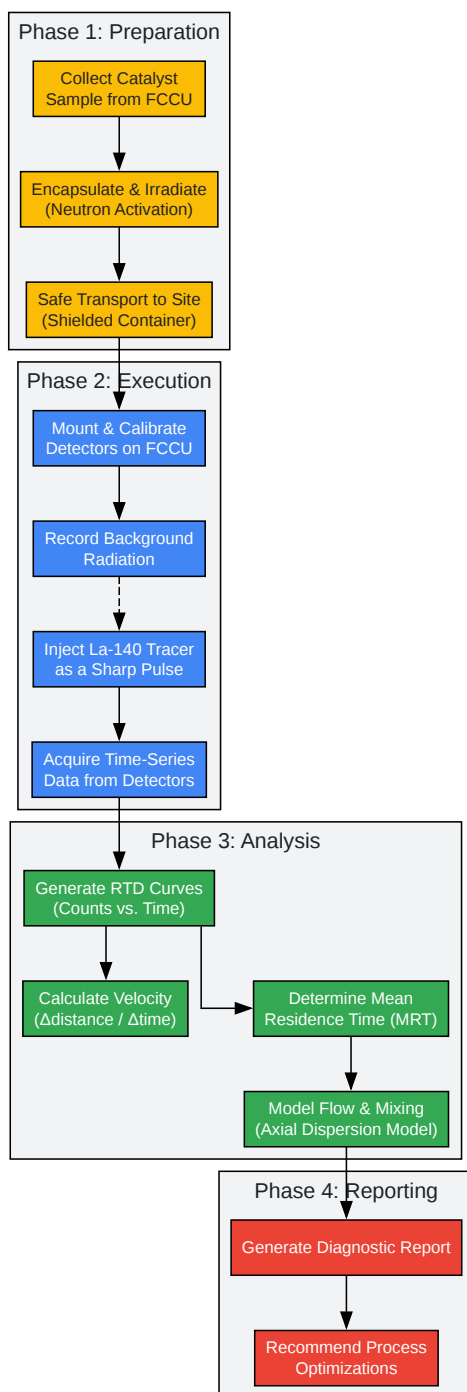 Phase 1: Preparation
Collect Catalyst
Sample from FCCU
Encapsulate & Irradiate
(Neutron Activation)
Safe Transport to Site
(Shielded Container)
Phase 2: Execution
Mount & Calibrate
Detectors on FCCU
Record Background
Radiation
Inject La-140 Tracer
as a Sharp Pulse
Acquire Time-Series
Data from Detectors
Phase 3: Analysis
Generate RTD Curves
(Counts vs. Time)
Calculate Velocity
(Δdistance / Δtime)
Determine Mean
Residence Time (MRT)
Model Flow & Mixing
(Axial Dispersion Model)
Phase 4: Reporting
Generate Diagnostic Report
Recommend Process
Optimizations